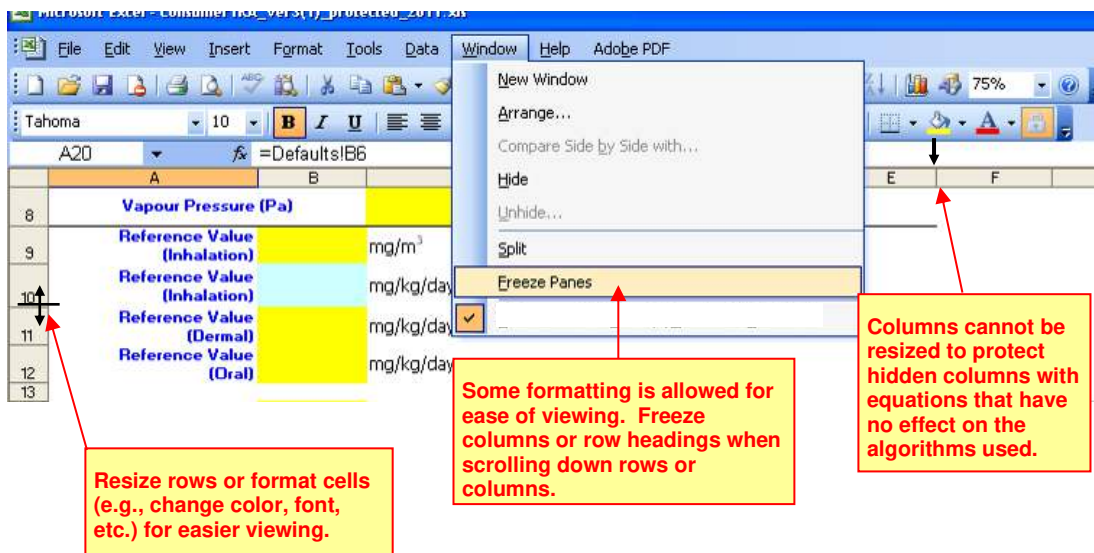 Microsoft Excel - Consumer HRA_vers(1)_protected_2011.xls
File Edit View Insert Format Tools Data Window Help Adobe PDF
75%
Tahoma 10 B I U A
A20 fx =Defaults!B6
A B E F
New Window
Arrange...
Compare Side by Side with...
Hide
Unhide...
Split
Freeze Panes
8 Vapour Pressure (Pa)
9 Reference Value
(Inhalation) mg/m³
10 Reference Value
(Inhalation) mg/kg/day
11 Reference Value
(Dermal) mg/kg/day
12 Reference Value
(Oral) mg/kg/day
13
Resize rows or format cells
(e.g., change color, font,
etc.) for easier viewing.
Some formatting is allowed for
ease of viewing. Freeze
columns or row headings when
scrolling down rows or
columns.
Columns cannot be
resized to protect
hidden columns with
equations that have
no effect on the
algorithms used.